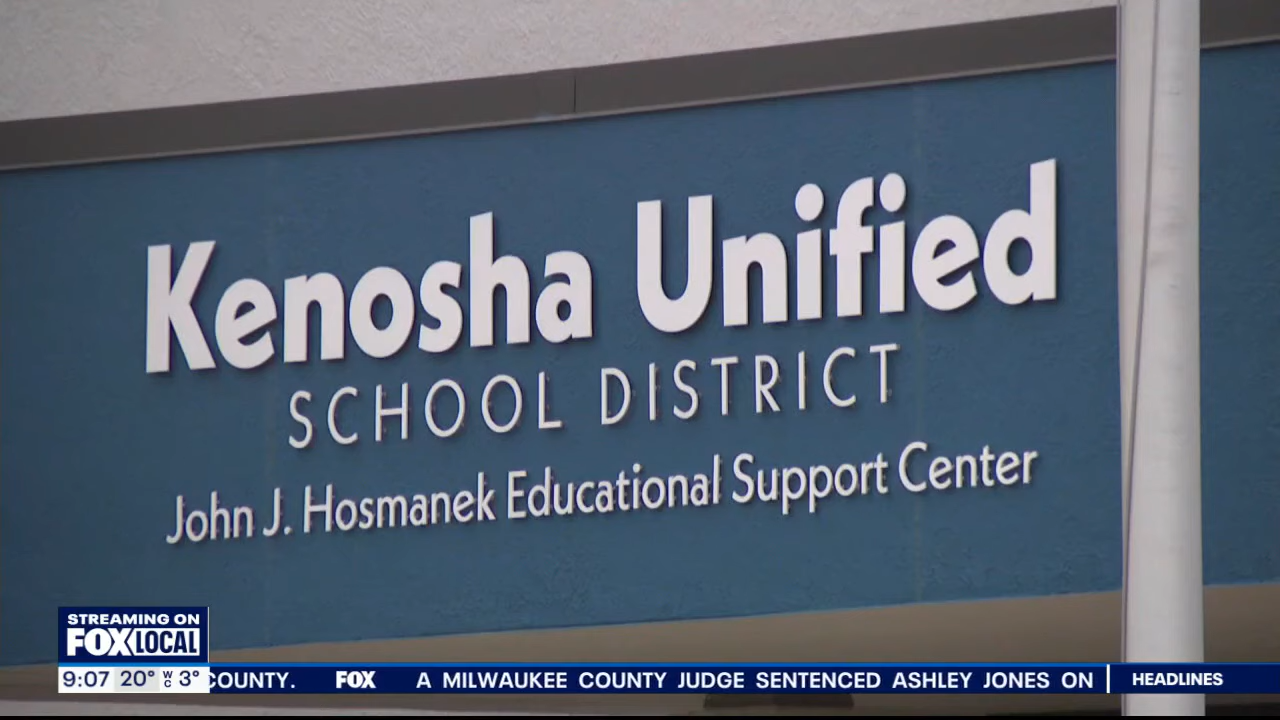 Kenosha Unified
SCHOOL DISTRICT
John J. Hosmanek Educational Support Center
STREAMING ON
FOX LOCAL
9:07 20° WC 3° COUNTY. FOX A MILWAUKEE COUNTY JUDGE SENTENCED ASHLEY JONES ON HEADLINES